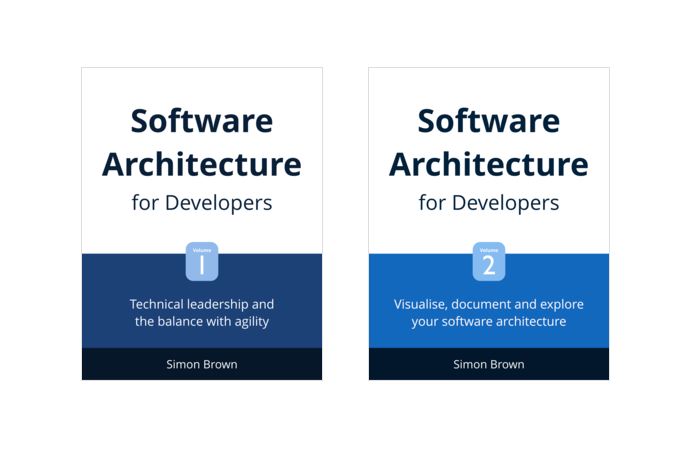 Software
Architecture
for Developers
Volume
1
Technical leadership and
the balance with agility
Simon Brown
Software
Architecture
for Developers
Volume
2
Visualise, document and explore
your software architecture
Simon Brown